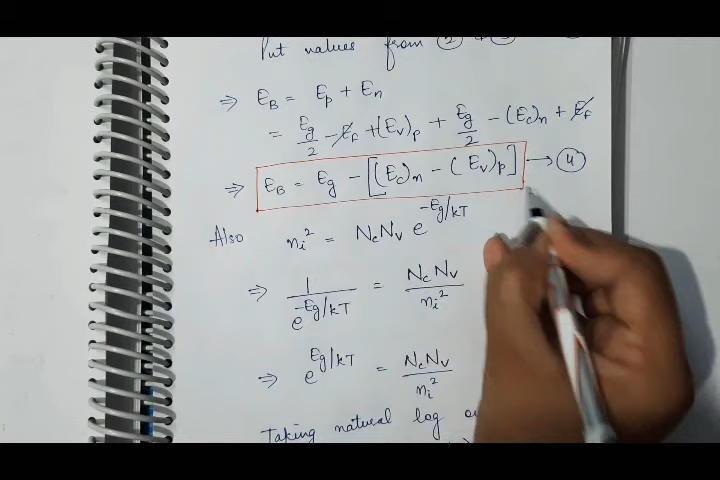 Put values from ② 
⇒ E_B = E_p + E_n
= E_g/2 - E_F + (E_v)_p + E_g/2 - (E_c)_n + E_F
⇒ E_B = E_g - [(E_c)_n - (E_v)_p] → ④
Also n_i² = N_c N_v e^(-E_g/kT)
⇒ 1 / e^(-E_g/kT) = N_c N_v / n_i²
⇒ e^(E_g/kT) = N_c N_v / n_i²
Taking natural log